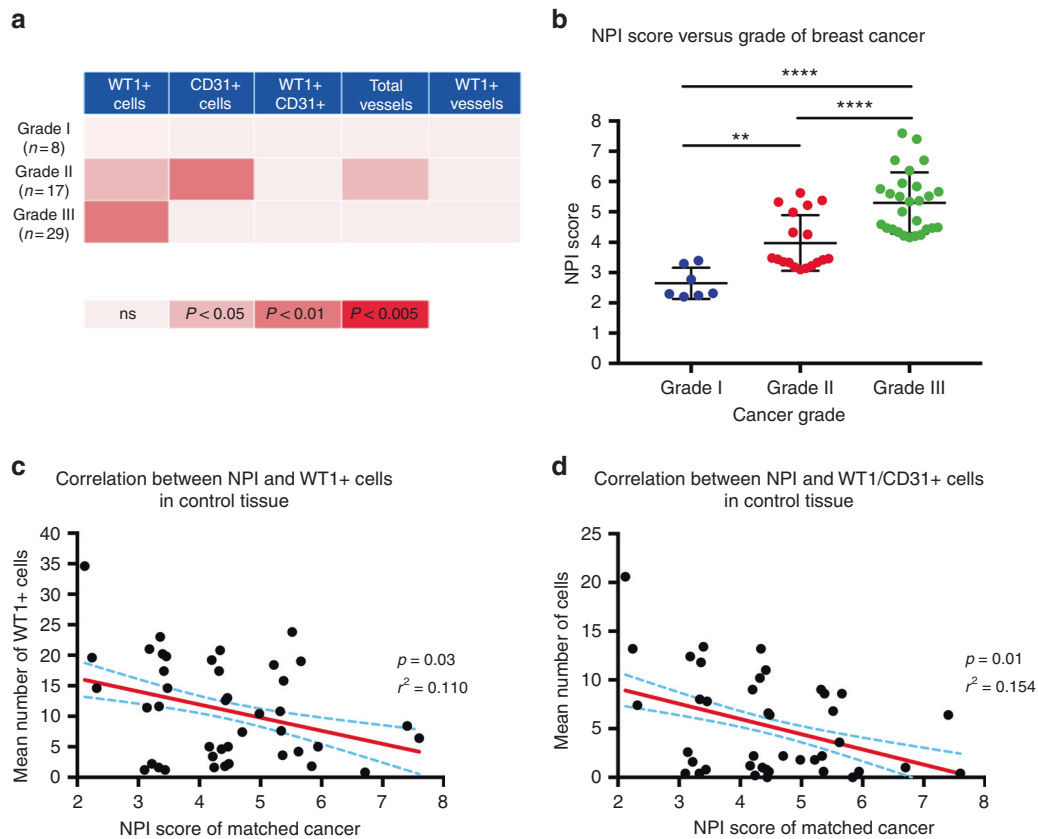 a
WT1+ cells CD31+ cells WT1+ CD31+ Total vessels WT1+ vessels
Grade I
(n=8)
Grade II
(n=17)
Grade III
(n=29)
ns P < 0.05 P < 0.01 P < 0.005
b
NPI score versus grade of breast cancer
****
****
**
8
7
6
5
4
3
2
1
0
NPI score
Grade I Grade II Grade III
Cancer grade
c
Correlation between NPI and WT1+ cells
in control tissue
40
35
30
25
20
15
10
5
0
Mean number of WT1+ cells
p = 0.03
r² = 0.110
2 3 4 5 6 7 8
NPI score of matched cancer
d
Correlation between NPI and WT1/CD31+ cells
in control tissue
25
20
15
10
5
0
Mean number of cells
p = 0.01
r² = 0.154
2 3 4 5 6 7 8
NPI score of matched cancer